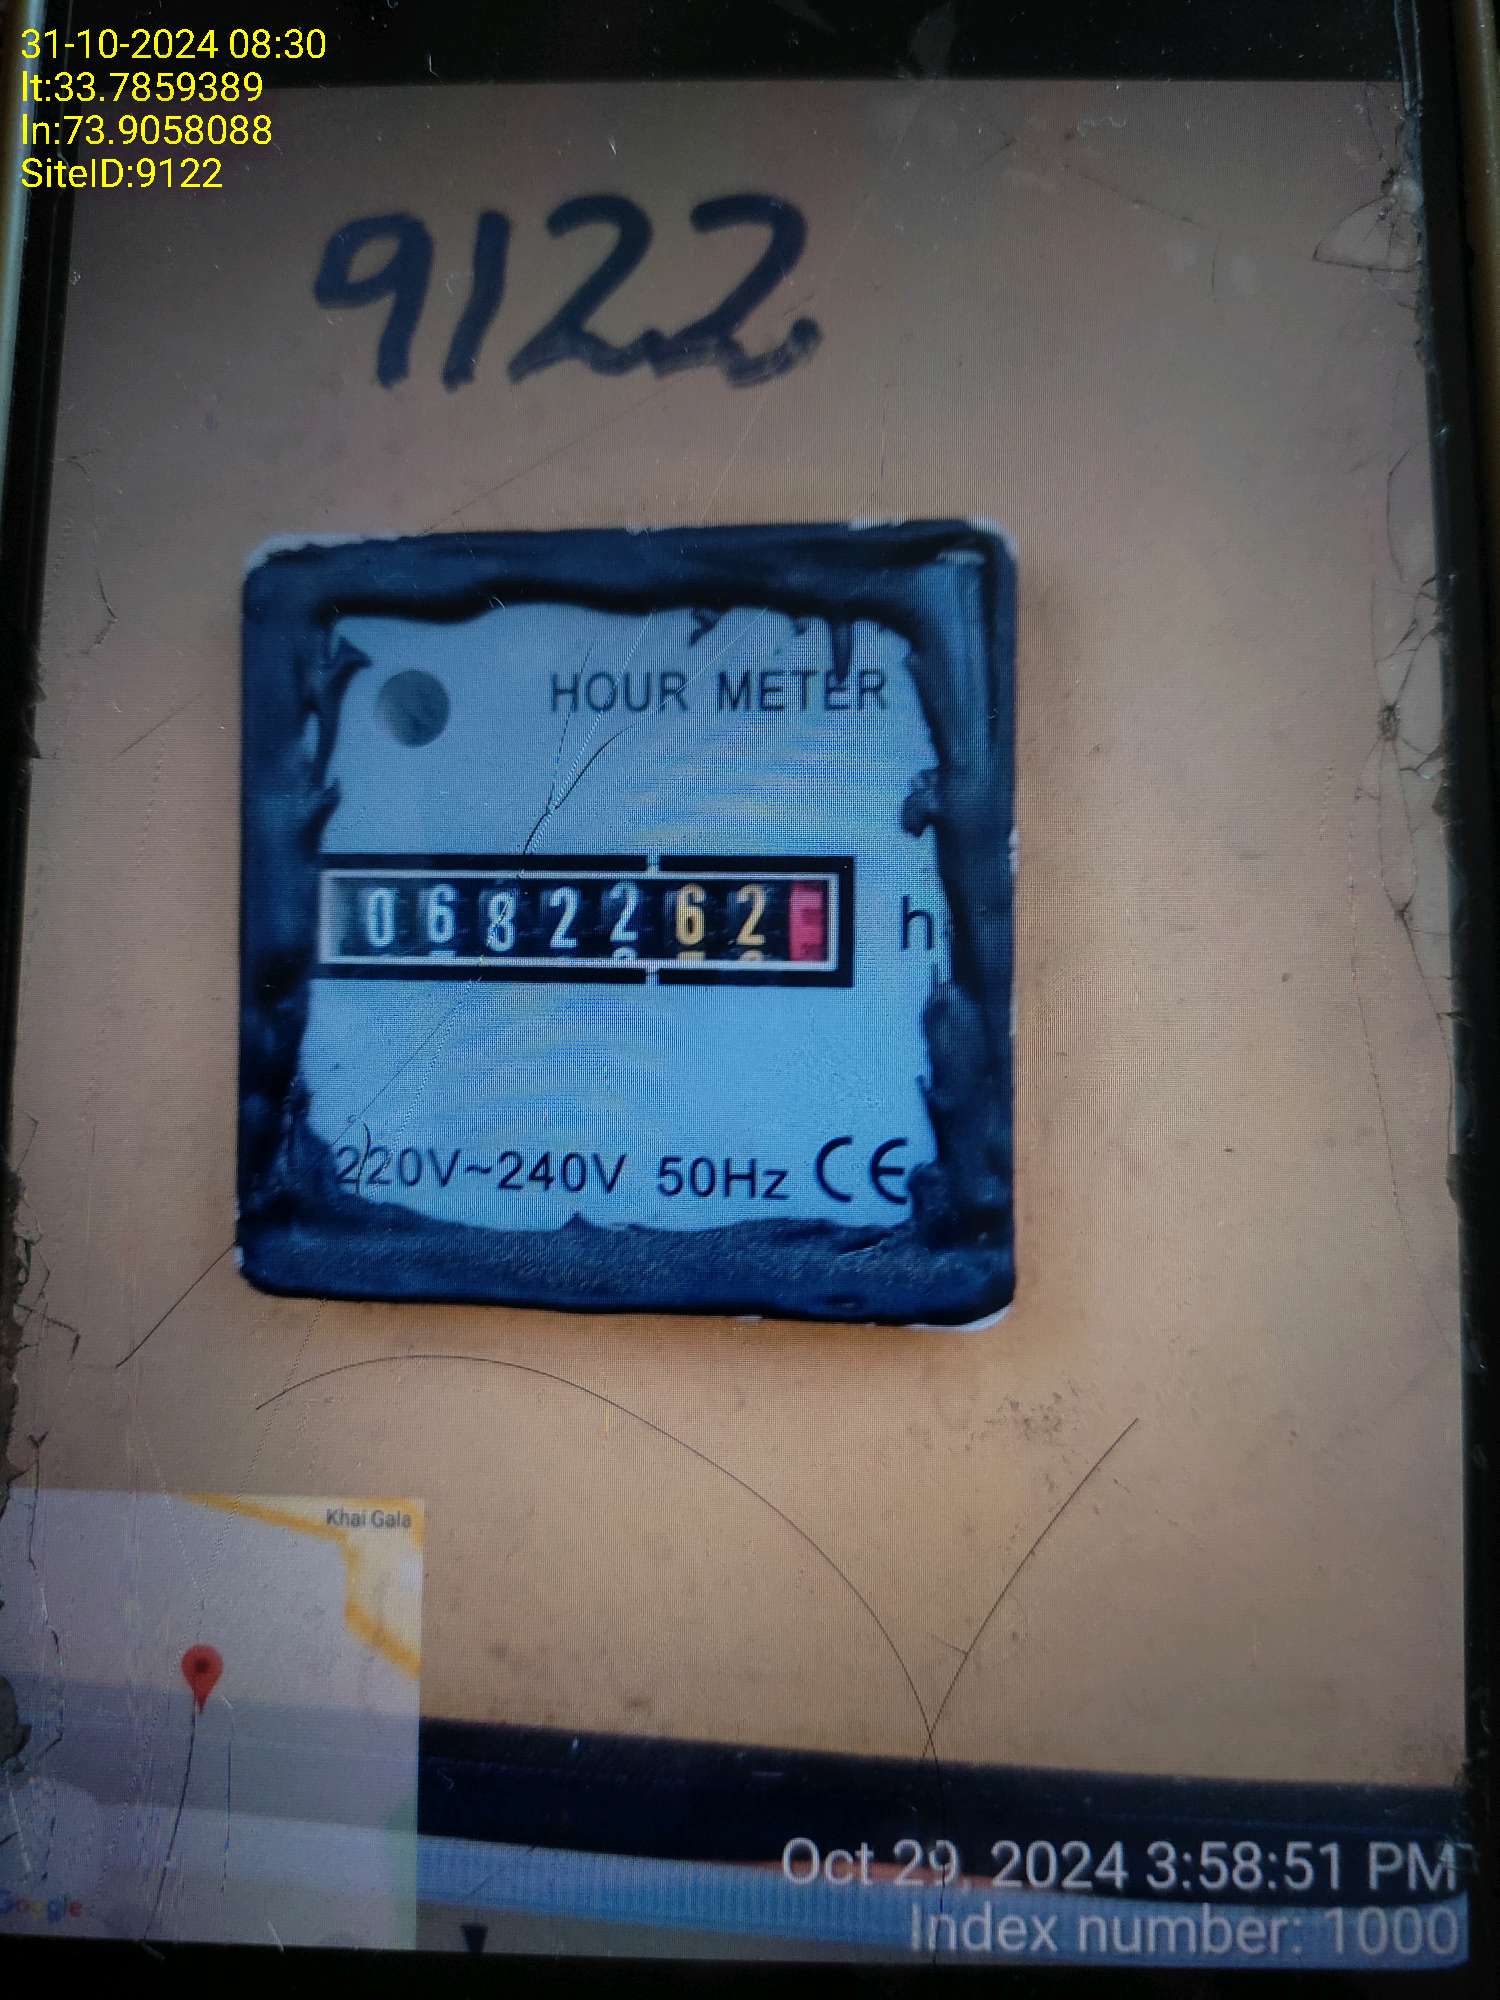 31-10-2024 08:30
lt:33.7859389
ln:73.9058088
SiteID:9122
9122
HOUR METER
0682262 h
220V~240V 50Hz CE
Khai Gala
Google
Oct 29, 2024 3:58:51 PM
Index number: 1000